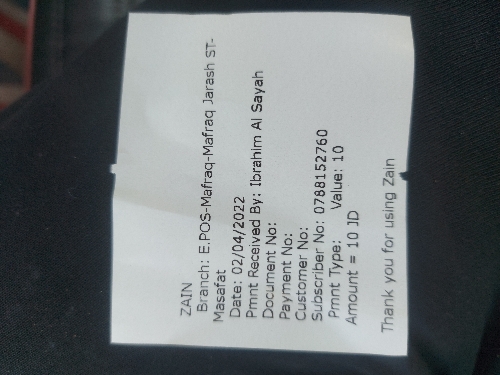 ZAIN
Branch: E.POS-Mafraq-Mafraq Jarash ST-
Masafat
Date: 02/04/2022
Pmnt Received By: Ibrahim Al Sayah
Document No:
Payment No:
Customer No:
Subscriber No: 0788152760
Pmnt Type: Value: 10
Amount = 10 JD
Thank you for using Zain